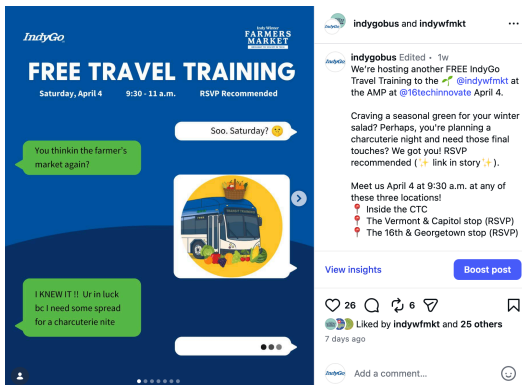 IndyGo
Indy Winter
FARMERS
MARKET
FREE TRAVEL TRAINING
Saturday, April 4 9:30 - 11 a.m. RSVP Recommended
Soo. Saturday? 🤫
You thinkin the farmer's
market again?
I KNEW IT !! Ur in luck
bc I need some spread
for a charcuterie nite
indygobus and indywfmkt
IndyGo
indygobus Edited · 1w
We're hosting another FREE IndyGo
Travel Training to the 🌱 @indywfmkt at
the AMP at @16techinnovate April 4.
Craving a seasonal green for your winter
salad? Perhaps, you're planning a
charcuterie night and need those final
touches? We got you! RSVP
recommended (✨ link in story ✨).
Meet us April 4 at 9:30 a.m. at any of
these three locations!
📍 Inside the CTC
📍 The Vermont & Capitol stop (RSVP)
📍 The 16th & Georgetown stop (RSVP)
View insights
Boost post
26 6
Liked by indywfmkt and 25 others
7 days ago
IndyGo
Add a comment...